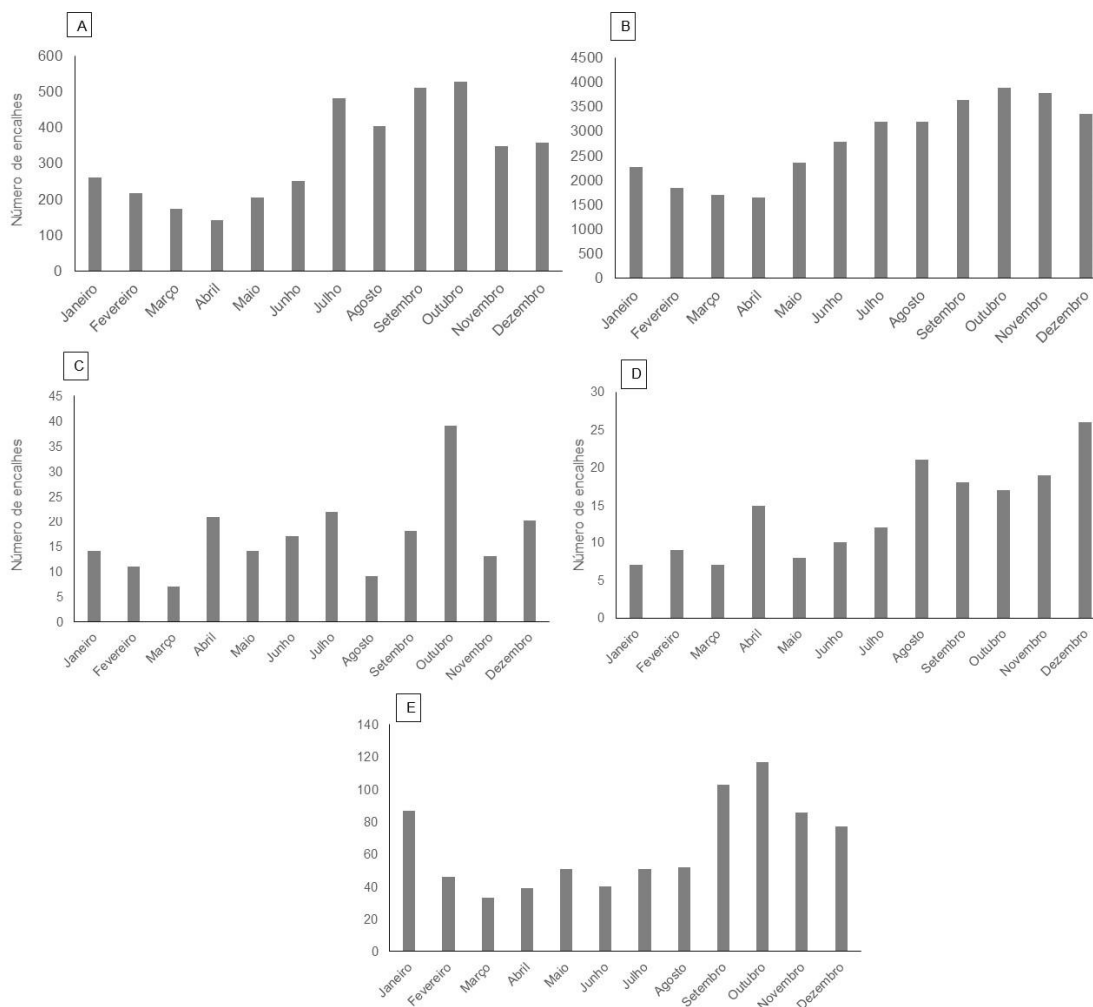 A
Número de encalhes
600
500
400
300
200
100
0
Janeiro
Fevereiro
Março
Abril
Maio
Junho
Julho
Agosto
Setembro
Outubro
Novembro
Dezembro
B
4500
4000
3500
3000
2500
2000
1500
1000
500
0
Janeiro
Fevereiro
Março
Abril
Maio
Junho
Julho
Agosto
Setembro
Outubro
Novembro
Dezembro
C
Número de encalhes
45
40
35
30
25
20
15
10
5
0
Janeiro
Fevereiro
Março
Abril
Maio
Junho
Julho
Agosto
Setembro
Outubro
Novembro
Dezembro
D
Número de encalhes
30
25
20
15
10
5
0
Janeiro
Fevereiro
Março
Abril
Maio
Junho
Julho
Agosto
Setembro
Outubro
Novembro
Dezembro
E
140
120
100
80
60
40
20
0
Janeiro
Fevereiro
Março
Abril
Maio
Junho
Julho
Agosto
Setembro
Outubro
Novembro
Dezembro